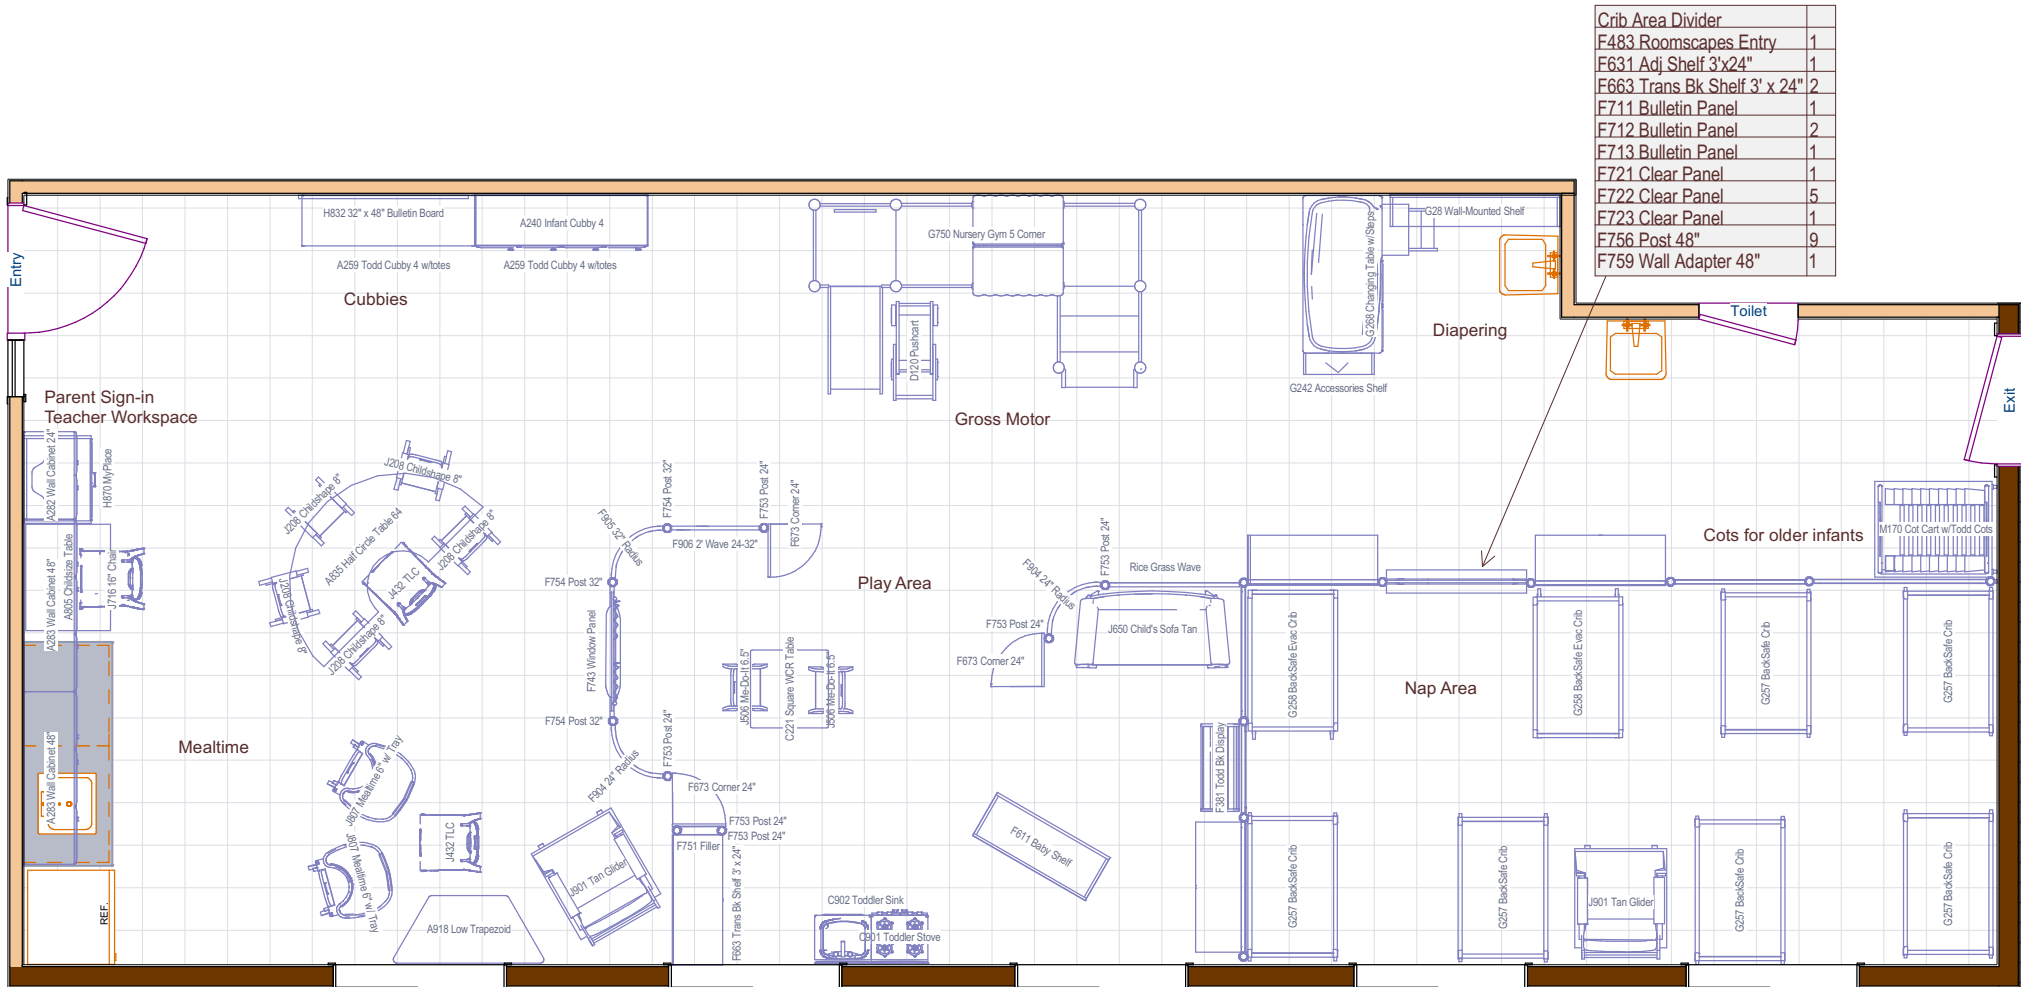 Crib Area Divider
F483 Roomscapes Entry 1
F631 Adj Shelf 3'x24" 1
F663 Trans Bk Shelf 3' x 24" 2
F711 Bulletin Panel 1
F712 Bulletin Panel 2
F713 Bulletin Panel 1
F721 Clear Panel 1
F722 Clear Panel 5
F723 Clear Panel 1
F756 Post 48" 9
F759 Wall Adapter 48" 1
Entry
H832 32" x 48" Bulletin Board
A240 Infant Cubby 4
A259 Todd Cubby 4 w/totes
A259 Todd Cubby 4 w/totes
Cubbies
G750 Nursery Gym 5 Corner
D120 Pushcart
Gross Motor
G268 Changing Table w/Steps
G28 Wall-Mounted Shelf
G242 Accessories Shelf
Diapering
Toilet
Exit
Parent Sign-in
Teacher Workspace
A282 Wall Cabinet 24"
H870 MyPlace
A283 Wall Cabinet 48"
A805 Childsize Table
J716 16" Chair
A283 Wall Cabinet 48"
REF.
J208 Childshape 8"
J208 Childshape 8"
J208 Childshape 8"
J208 Childshape 8"
J208 Childshape 8"
A835 Half Circle Table 64
J432 TLC
Mealtime
J807 Mealtime 6" w/ Tray
J807 Mealtime 6" w/ Tray
J432 TLC
A918 Low Trapezoid
J901 Tan Glider
F754 Post 32"
F753 Post 24"
F905 32" Radius
F906 2' Wave 24-32"
F673 Corner 24"
F754 Post 32"
F743 Window Panel
F754 Post 32"
F904 24" Radius
F753 Post 24"
F673 Corner 24"
F753 Post 24"
F753 Post 24"
F751 Filler
F663 Trans Bk Shelf 3' x 24"
Play Area
J506 Me-Do-It 6.5"
C221 Square WCR Table
J506 Me-Do-It 6.5"
C902 Toddler Sink
C901 Toddler Stove
F611 Baby Shelf
F753 Post 24"
F904 24" Radius
Rice Grass Wave
F753 Post 24"
F673 Corner 24"
J650 Child's Sofa Tan
F381 Todd Bk Display
Nap Area
Cots for older infants
M170 Cot Cart w/Todd Cots
G258 BackSafe Evac Crib
G258 BackSafe Evac Crib
G257 BackSafe Crib
G257 BackSafe Crib
G257 BackSafe Crib
G257 BackSafe Crib
J901 Tan Glider
G257 BackSafe Crib
G257 BackSafe Crib